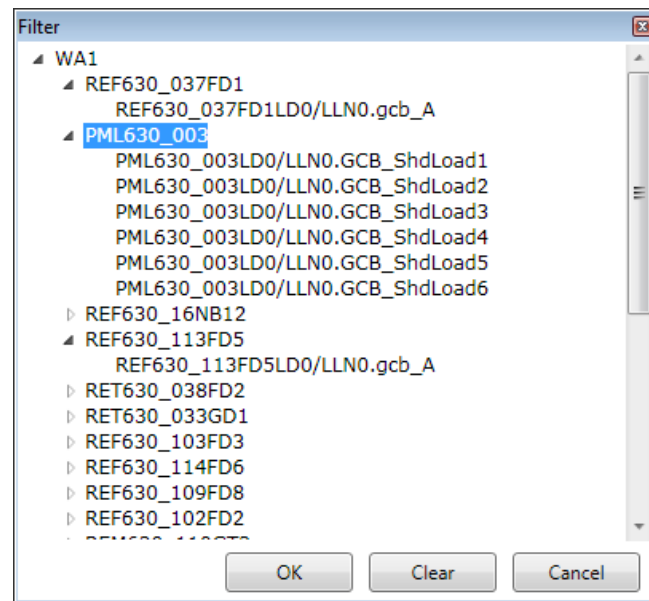 Filter
WA1
REF630_037FD1
REF630_037FD1LD0/LLN0.gcb_A
PML630_003
PML630_003LD0/LLN0.GCB_ShdLoad1
PML630_003LD0/LLN0.GCB_ShdLoad2
PML630_003LD0/LLN0.GCB_ShdLoad3
PML630_003LD0/LLN0.GCB_ShdLoad4
PML630_003LD0/LLN0.GCB_ShdLoad5
PML630_003LD0/LLN0.GCB_ShdLoad6
REF630_16NB12
REF630_113FD5
REF630_113FD5LD0/LLN0.gcb_A
RET630_038FD2
RET630_033GD1
REF630_103FD3
REF630_114FD6
REF630_109FD8
REF630_102FD2
OK Clear Cancel